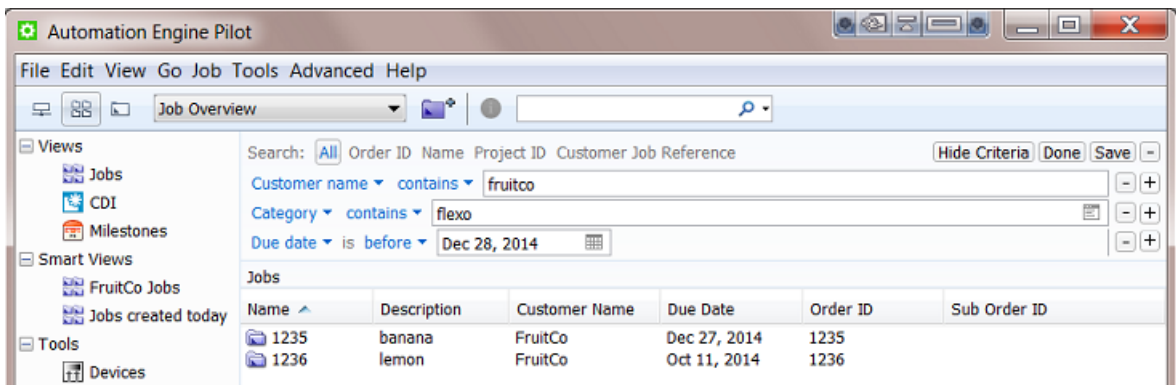 Automation Engine Pilot
File Edit View Go Job Tools Advanced Help
Job Overview
Views
Jobs
CDI
Milestones
Smart Views
FruitCo Jobs
Jobs created today
Tools
Devices
Search: All Order ID Name Project ID Customer Job Reference Hide Criteria Done Save -
Customer name contains fruitco - +
Category contains flexo - +
Due date is before Dec 28, 2014 - +
Jobs
Name Description Customer Name Due Date Order ID Sub Order ID
1235 banana FruitCo Dec 27, 2014 1235
1236 lemon FruitCo Oct 11, 2014 1236